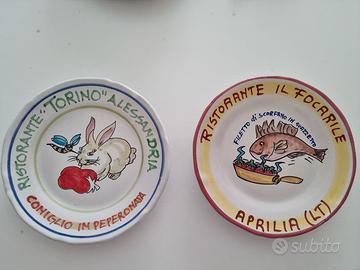 RISTORANTE "TORINO" ALESSANDRIA
CONIGLIO IN PEPERONATA
RISTORANTE IL FOCARILE
FILETTO di SCORFANO IN GUAZZETTO
APRILIA (LT)
subito